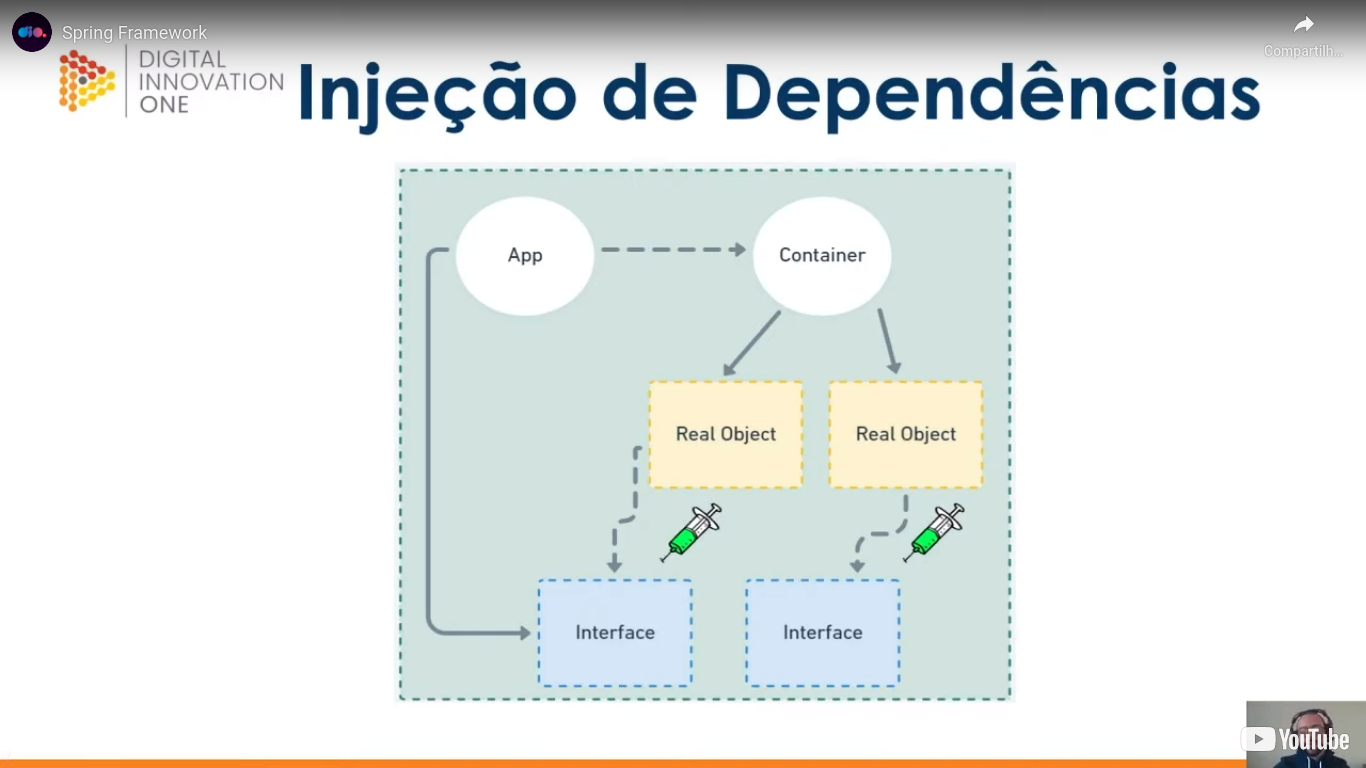 Spring Framework
Compartilh...
DIGITAL
INNOVATION
ONE
Injeção de Dependências
App
Container
Real Object
Real Object
Interface
Interface
YouTube